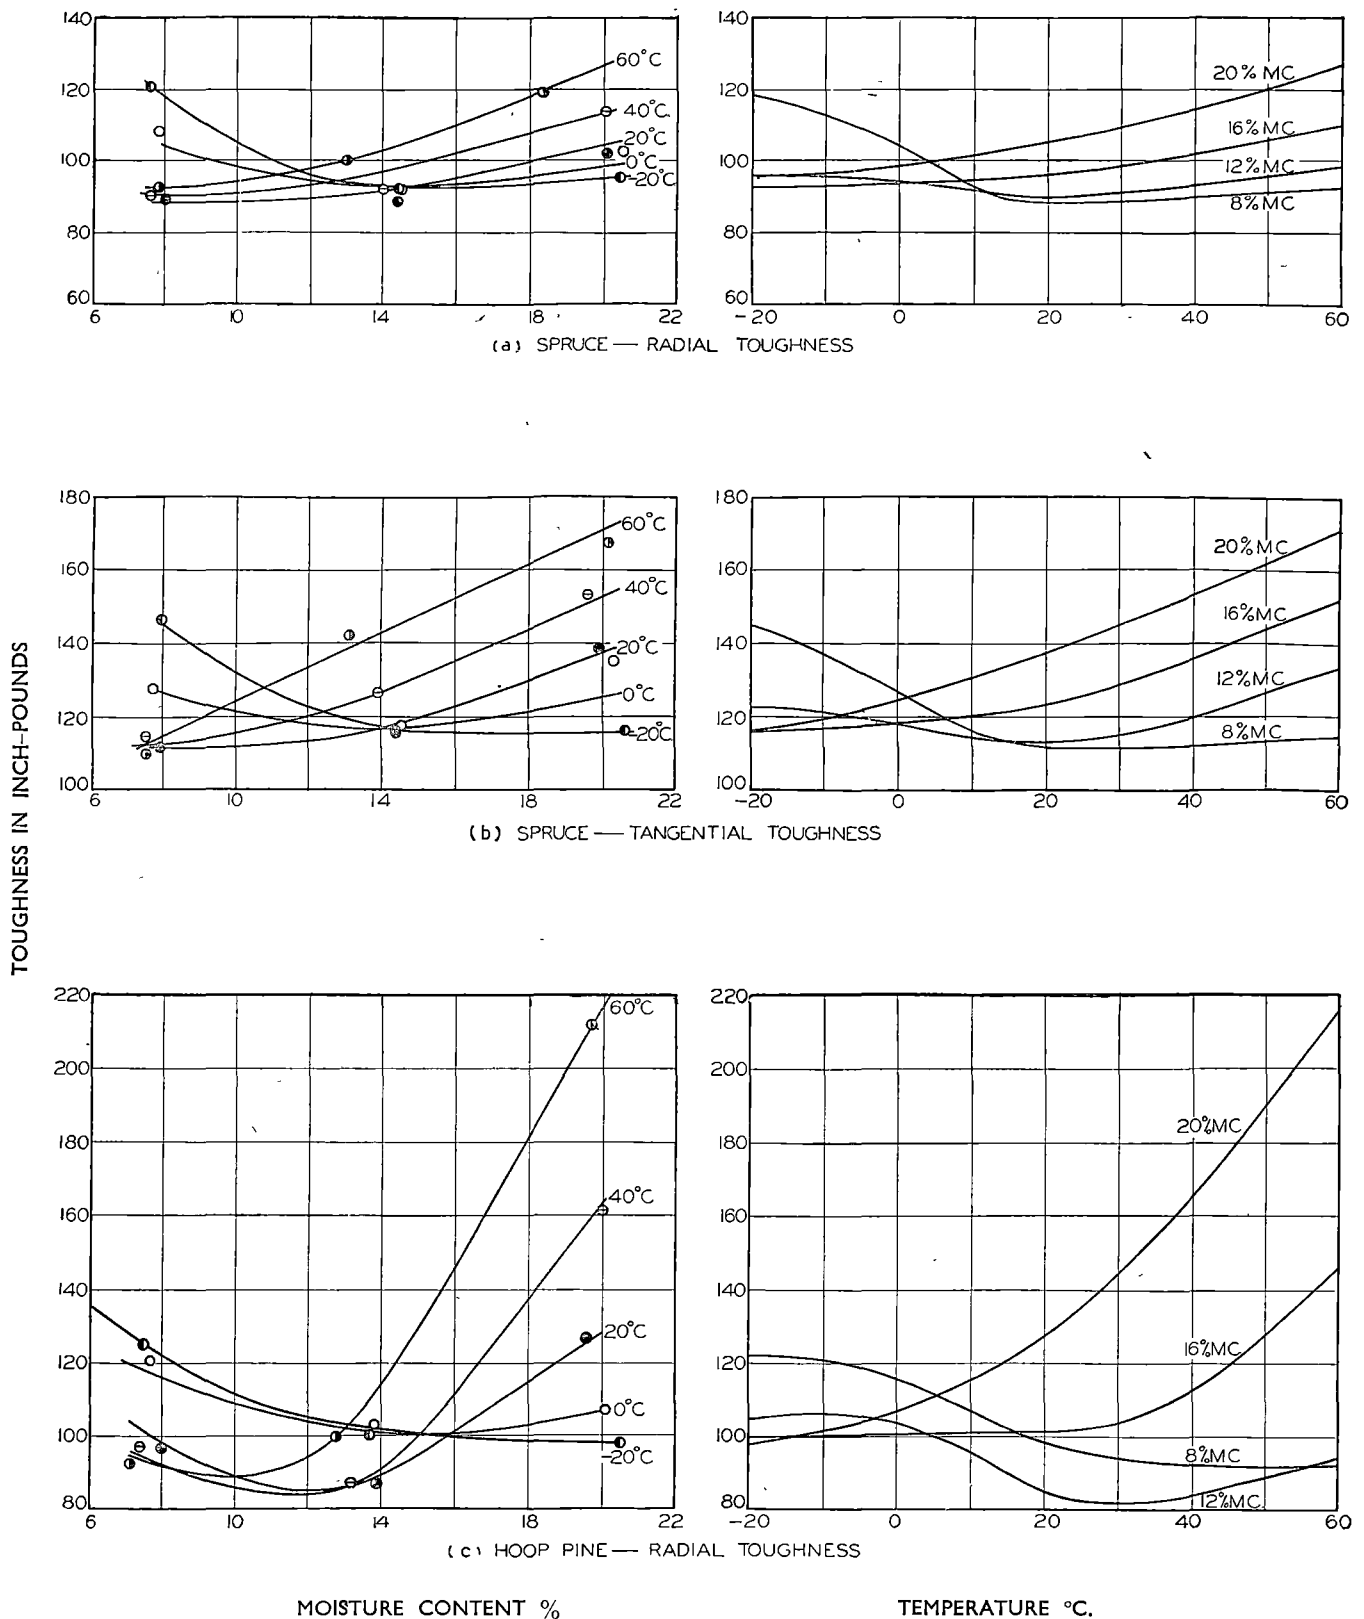 TOUGHNESS IN INCH-POUNDS
140
120
100
80
60
6 10 14 18 22
60°C
40°C
20°C
0°C
-20°C
140
120
100
80
60
-20 0 20 40 60
20% MC
16%MC
12%MC
8%MC
(a) SPRUCE — RADIAL TOUGHNESS
180
160
140
120
100
6 10 14 18 22
60°C
40°C
20°C
0°C
-20°C
180
160
140
120
100
-20 0 20 40 60
20%MC
16%MC
12%MC
8%MC
(b) SPRUCE — TANGENTIAL TOUGHNESS
220
200
180
160
140
120
100
80
6 10 14 18 22
60°C
40°C
20°C
0°C
-20°C
220
200
180
160
140
120
100
80
-20 0 20 40 60
20%MC
16%MC
8%MC
12%MC
(c) HOOP PINE — RADIAL TOUGHNESS
MOISTURE CONTENT %
TEMPERATURE °C.